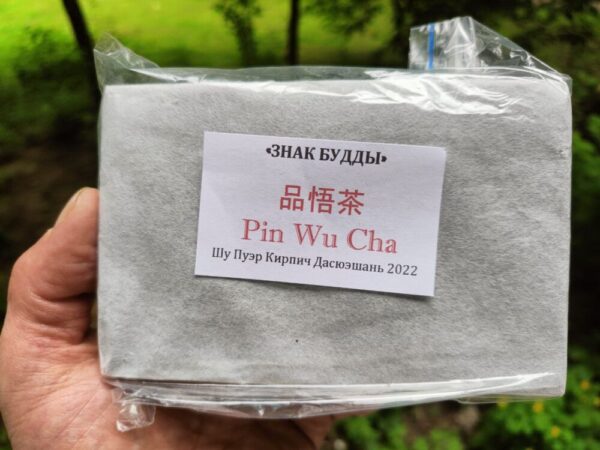 •ЗНАК БУДДЫ•
品悟茶
Pin Wu Cha
Шу Пуэр Кирпич Дасюэшань 2022